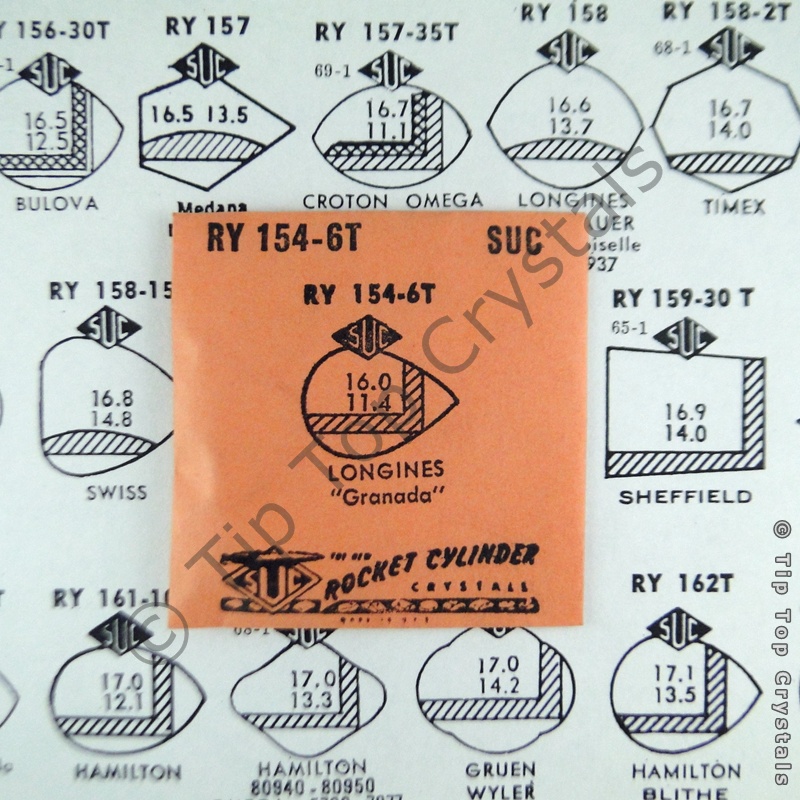 RY 156-30T
RY 157
RY 157-35T
RY 158
RY 158-2T
SUC
SUC
69-1 SUC
SUC
68-1 SUC
16.5
12.5
16.5 13.5
16.7
11.1
16.6
13.7
16.7
14.0
BULOVA
Medana
CROTON OMEGA
LONGINES
TIMEX
937
RY 154-6T SUC
RY 154-6T
SUC
16.0
11.4
LONGINES
"Granada"
SUC
ROCKET CYLINDER
CRYSTALS
RY 158-15
SUC
16.8
14.8
SWISS
RY 159-30 T
65-1 SUC
16.9
14.0
SHEFFIELD
RY 161-10
SUC
17.0
12.1
HAMILTON
68-1 SUC
17.0
13.3
HAMILTON
80940-80950
SUC
17.0
14.2
GRUEN
WYLER
RY 162T
SUC
17.1
13.5
HAMILTON
BLITHE
© Tip Top Crystals
© Tip Top Crystals